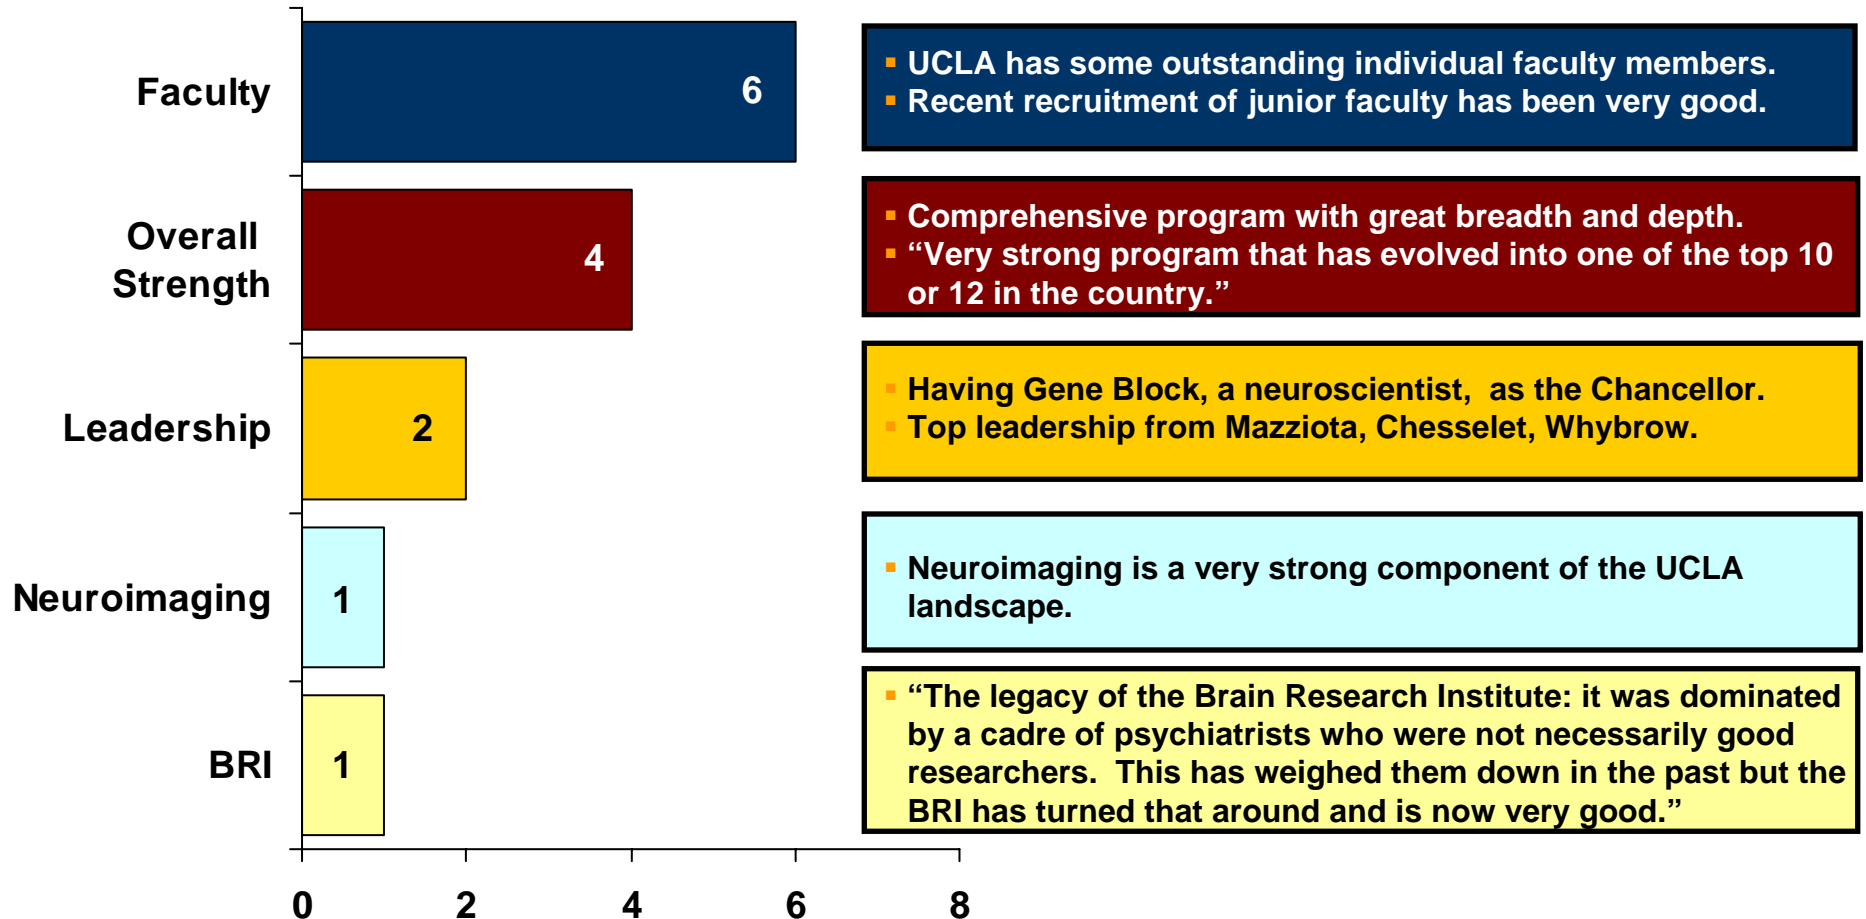 Faculty
6
▪ UCLA has some outstanding individual faculty members.
▪ Recent recruitment of junior faculty has been very good.
Overall
Strength
4
▪ Comprehensive program with great breadth and depth.
▪ “Very strong program that has evolved into one of the top 10
or 12 in the country.”
Leadership
2
▪ Having Gene Block, a neuroscientist,  as the Chancellor.
▪ Top leadership from Mazziota, Chesselet, Whybrow.
Neuroimaging
1
▪ Neuroimaging is a very strong component of the UCLA
landscape.
BRI
1
▪ “The legacy of the Brain Research Institute: it was dominated
by a cadre of psychiatrists who were not necessarily good
researchers.  This has weighed them down in the past but the
BRI has turned that around and is now very good.”
0 2 4 6 8